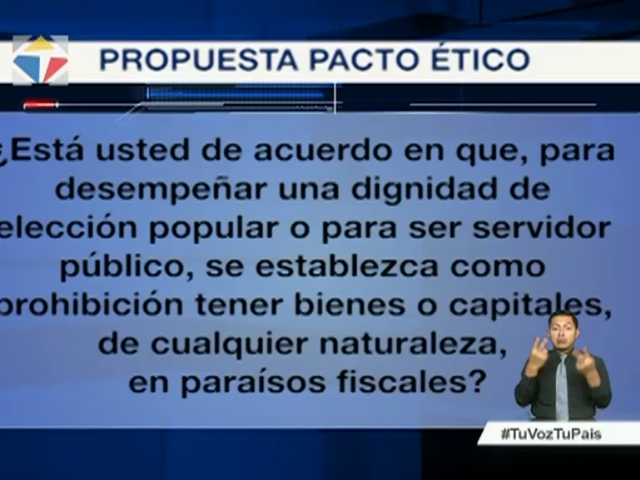 PROPUESTA PACTO ÉTICO
¿Está usted de acuerdo en que, para
desempeñar una dignidad de
elección popular o para ser servidor
público, se establezca como
prohibición tener bienes o capitales,
de cualquier naturaleza,
en paraísos fiscales?
#TuVozTuPais